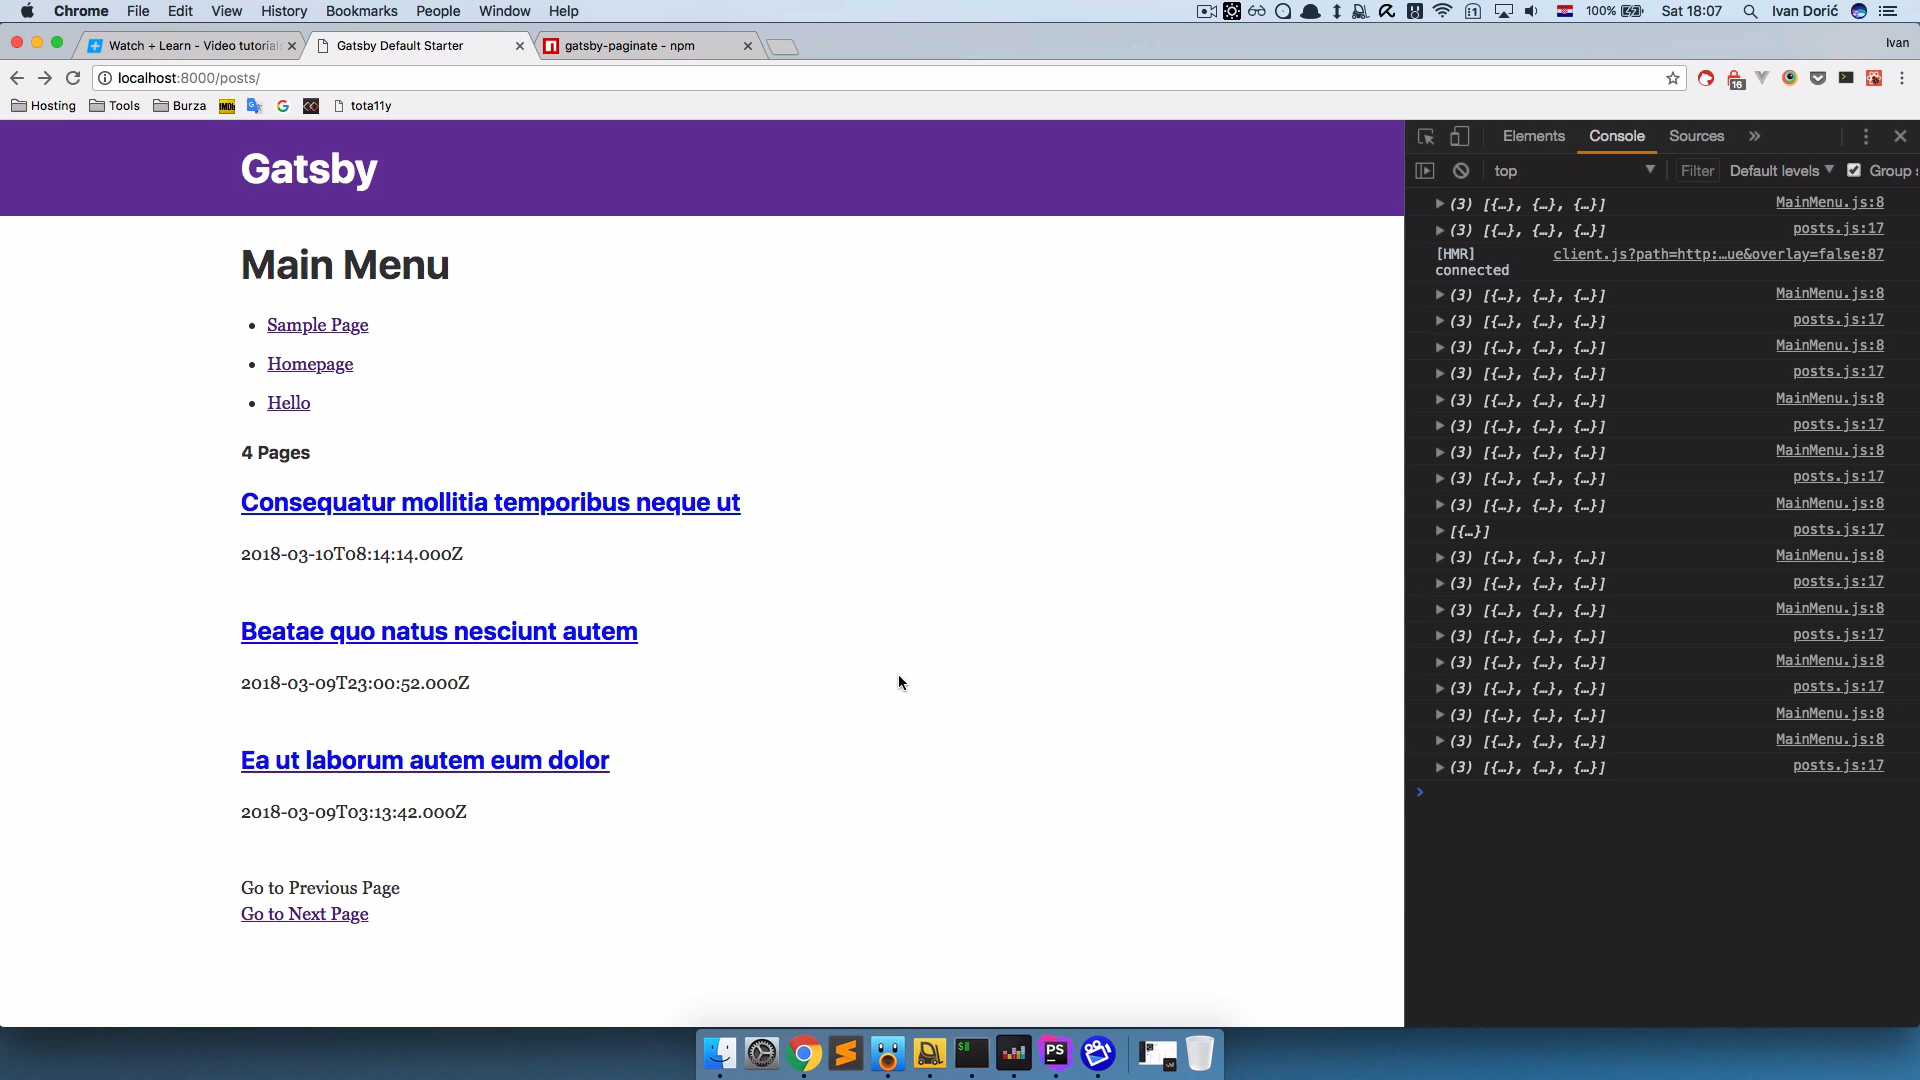 Chrome File Edit View History Bookmarks People Window Help 100% Sat 18:07 Ivan Dorić
Watch + Learn - Video tutorial Gatsby Default Starter gatsby-paginate - npm Ivan
localhost:8000/posts/ 16
Hosting Tools Burza IMDb G tota11y
Gatsby
Main Menu
Sample Page
Homepage
Hello
4 Pages
Consequatur mollitia temporibus neque ut
2018-03-10T08:14:14.000Z
Beatae quo natus nesciunt autem
2018-03-09T23:00:52.000Z
Ea ut laborum autem eum dolor
2018-03-09T03:13:42.000Z
Go to Previous Page
Go to Next Page
Elements Console Sources »
top Filter Default levels Group s
(3) [{…}, {…}, {…}] MainMenu.js:8
(3) [{…}, {…}, {…}] posts.js:17
[HMR] client.js?path=http:…ue&overlay=false:87
connected
(3) [{…}, {…}, {…}] MainMenu.js:8
(3) [{…}, {…}, {…}] posts.js:17
(3) [{…}, {…}, {…}] MainMenu.js:8
(3) [{…}, {…}, {…}] posts.js:17
(3) [{…}, {…}, {…}] MainMenu.js:8
(3) [{…}, {…}, {…}] posts.js:17
(3) [{…}, {…}, {…}] MainMenu.js:8
(3) [{…}, {…}, {…}] posts.js:17
(3) [{…}, {…}, {…}] MainMenu.js:8
[{…}] posts.js:17
(3) [{…}, {…}, {…}] MainMenu.js:8
(3) [{…}, {…}, {…}] posts.js:17
(3) [{…}, {…}, {…}] MainMenu.js:8
(3) [{…}, {…}, {…}] posts.js:17
(3) [{…}, {…}, {…}] MainMenu.js:8
(3) [{…}, {…}, {…}] posts.js:17
(3) [{…}, {…}, {…}] MainMenu.js:8
(3) [{…}, {…}, {…}] MainMenu.js:8
(3) [{…}, {…}, {…}] posts.js:17
PS